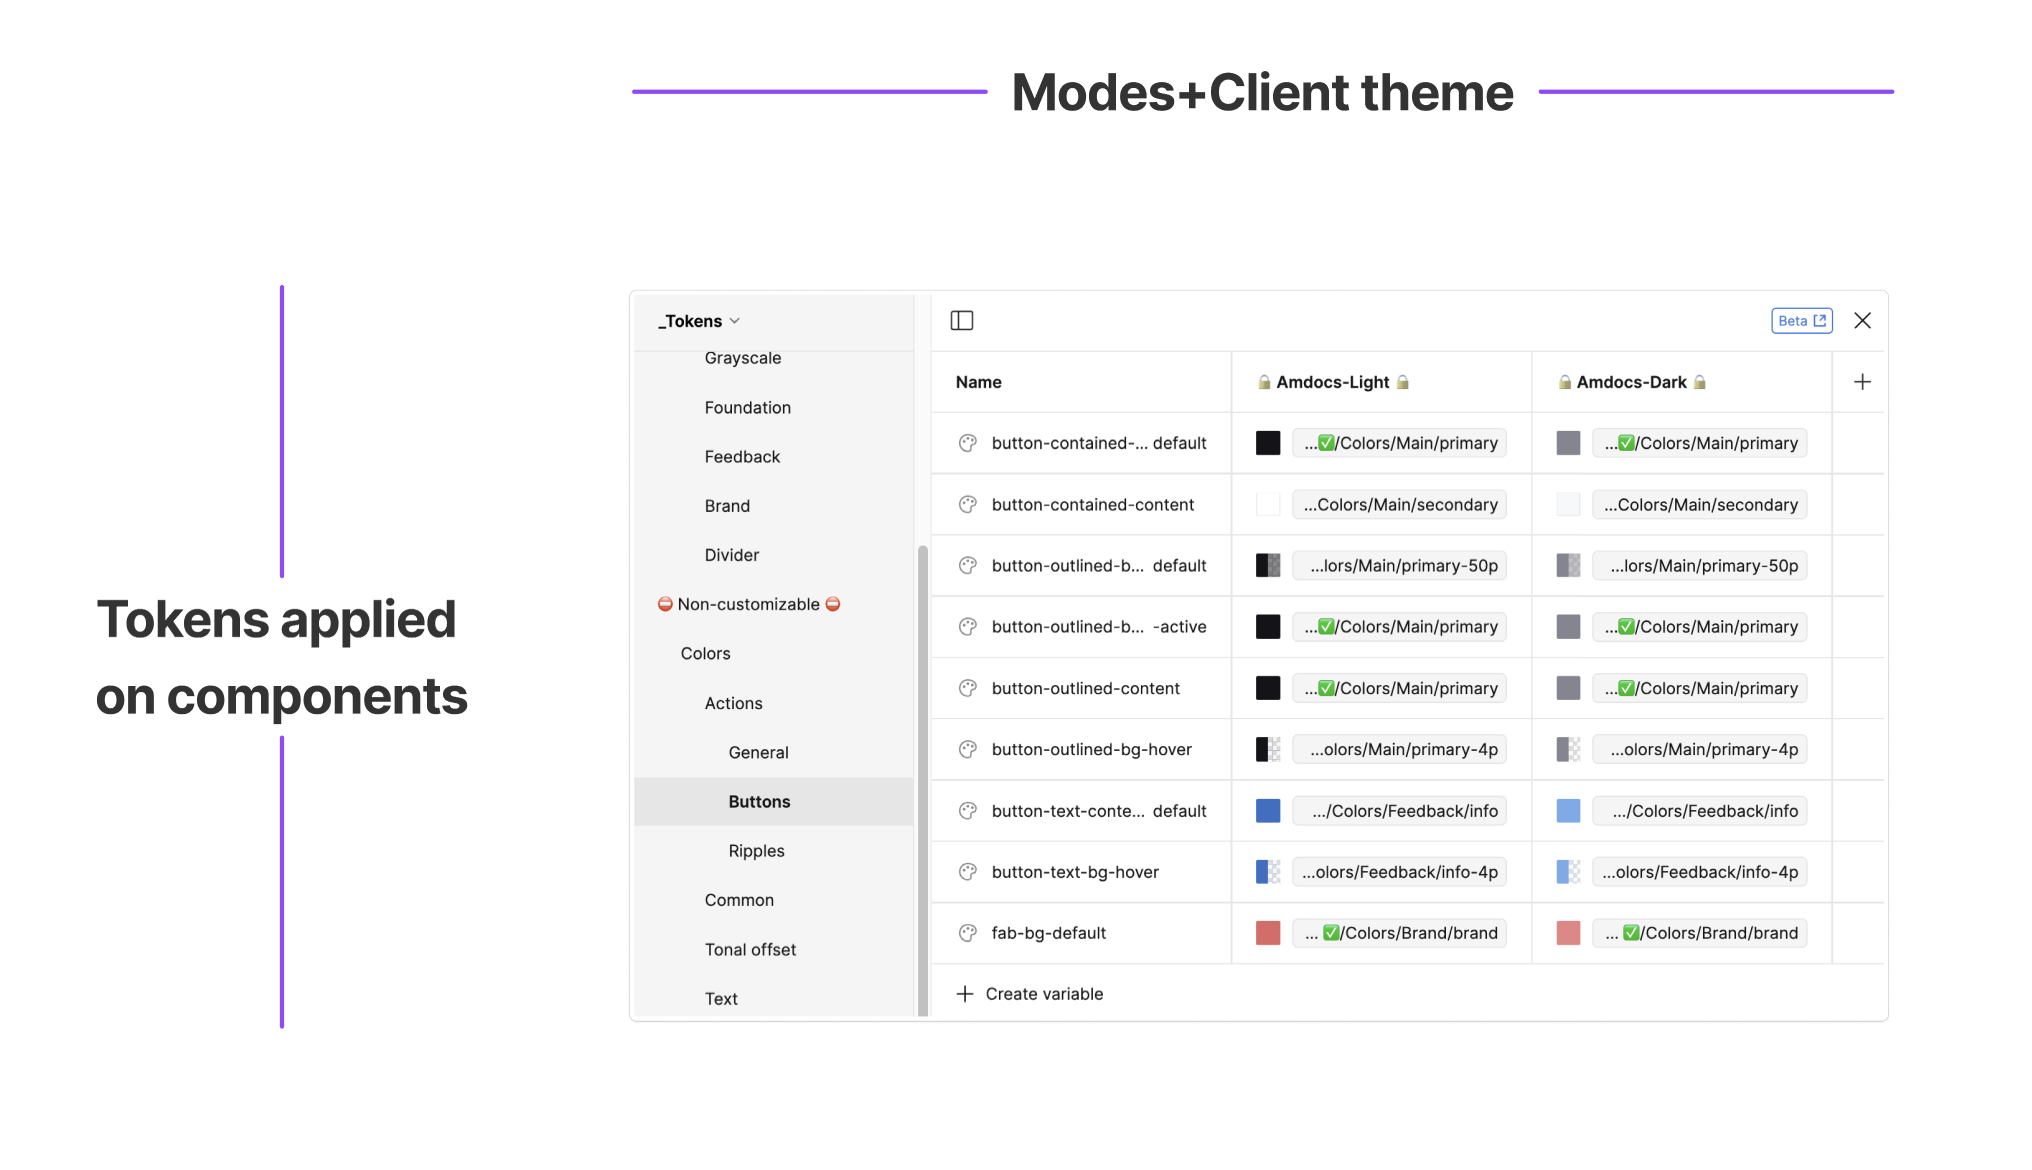 Modes+Client theme
Tokens applied
on components
_Tokens
Grayscale
Foundation
Feedback
Brand
Divider
⛔ Non-customizable ⛔
Colors
Actions
General
Buttons
Ripples
Common
Tonal offset
Text
Beta
Name 🔒 Amdocs-Light 🔒 🔒 Amdocs-Dark 🔒
button-contained-... default ...✅/Colors/Main/primary ...✅/Colors/Main/primary
button-contained-content ...Colors/Main/secondary ...Colors/Main/secondary
button-outlined-b... default ...lors/Main/primary-50p ...lors/Main/primary-50p
button-outlined-b... -active ...✅/Colors/Main/primary ...✅/Colors/Main/primary
button-outlined-content ...✅/Colors/Main/primary ...✅/Colors/Main/primary
button-outlined-bg-hover ...olors/Main/primary-4p ...olors/Main/primary-4p
button-text-conte... default .../Colors/Feedback/info .../Colors/Feedback/info
button-text-bg-hover ...olors/Feedback/info-4p ...olors/Feedback/info-4p
fab-bg-default ... ✅/Colors/Brand/brand ... ✅/Colors/Brand/brand
+ Create variable